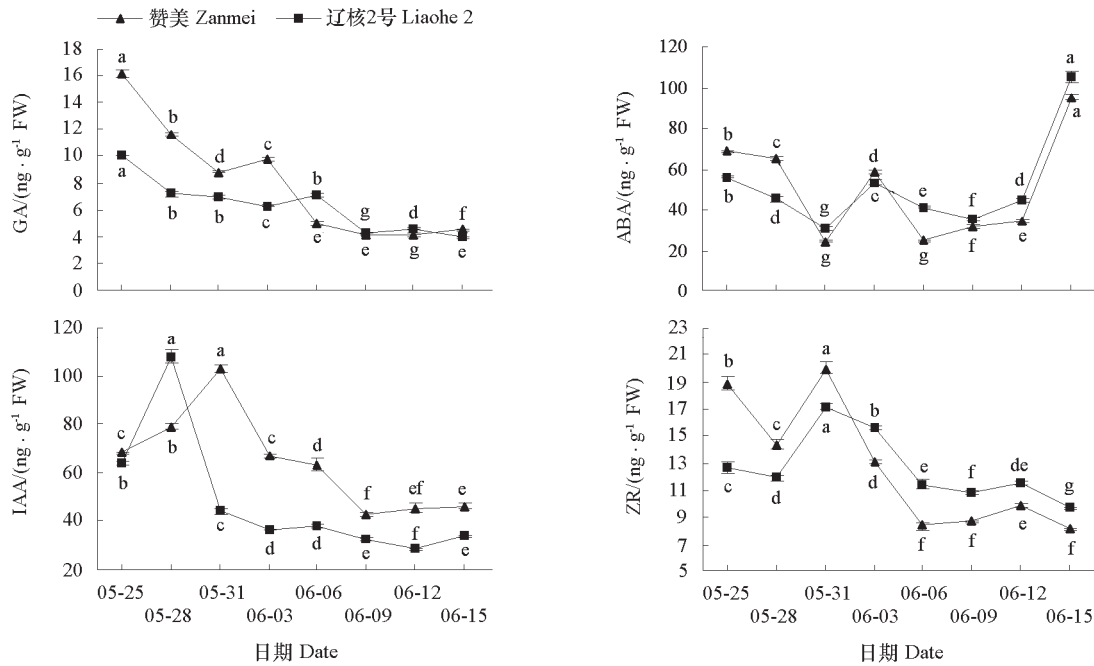 赞美 Zanmei 辽核2号 Liaohe 2
GA/(ng · g⁻¹ FW)
18
16
14
12
10
8
6
4
2
0
a
b
d
c
b
g
d
f
a
b
b
c
e
e
g
e
ABA/(ng · g⁻¹ FW)
120
100
80
60
40
20
0
b
c
g
d
e
f
d
a
b
d
g
c
g
f
e
a
IAA/(ng · g⁻¹ FW)
120
100
80
60
40
20
c
a
a
c
d
f
ef
e
b
b
c
d
d
e
f
e
05-25
05-28
05-31
06-03
06-06
06-09
06-12
06-15
日期 Date
ZR/(ng · g⁻¹ FW)
23
21
19
17
15
13
11
9
7
5
b
c
a
b
e
f
de
g
c
d
a
d
f
f
e
f
05-25
05-28
05-31
06-03
06-06
06-09
06-12
06-15
日期 Date